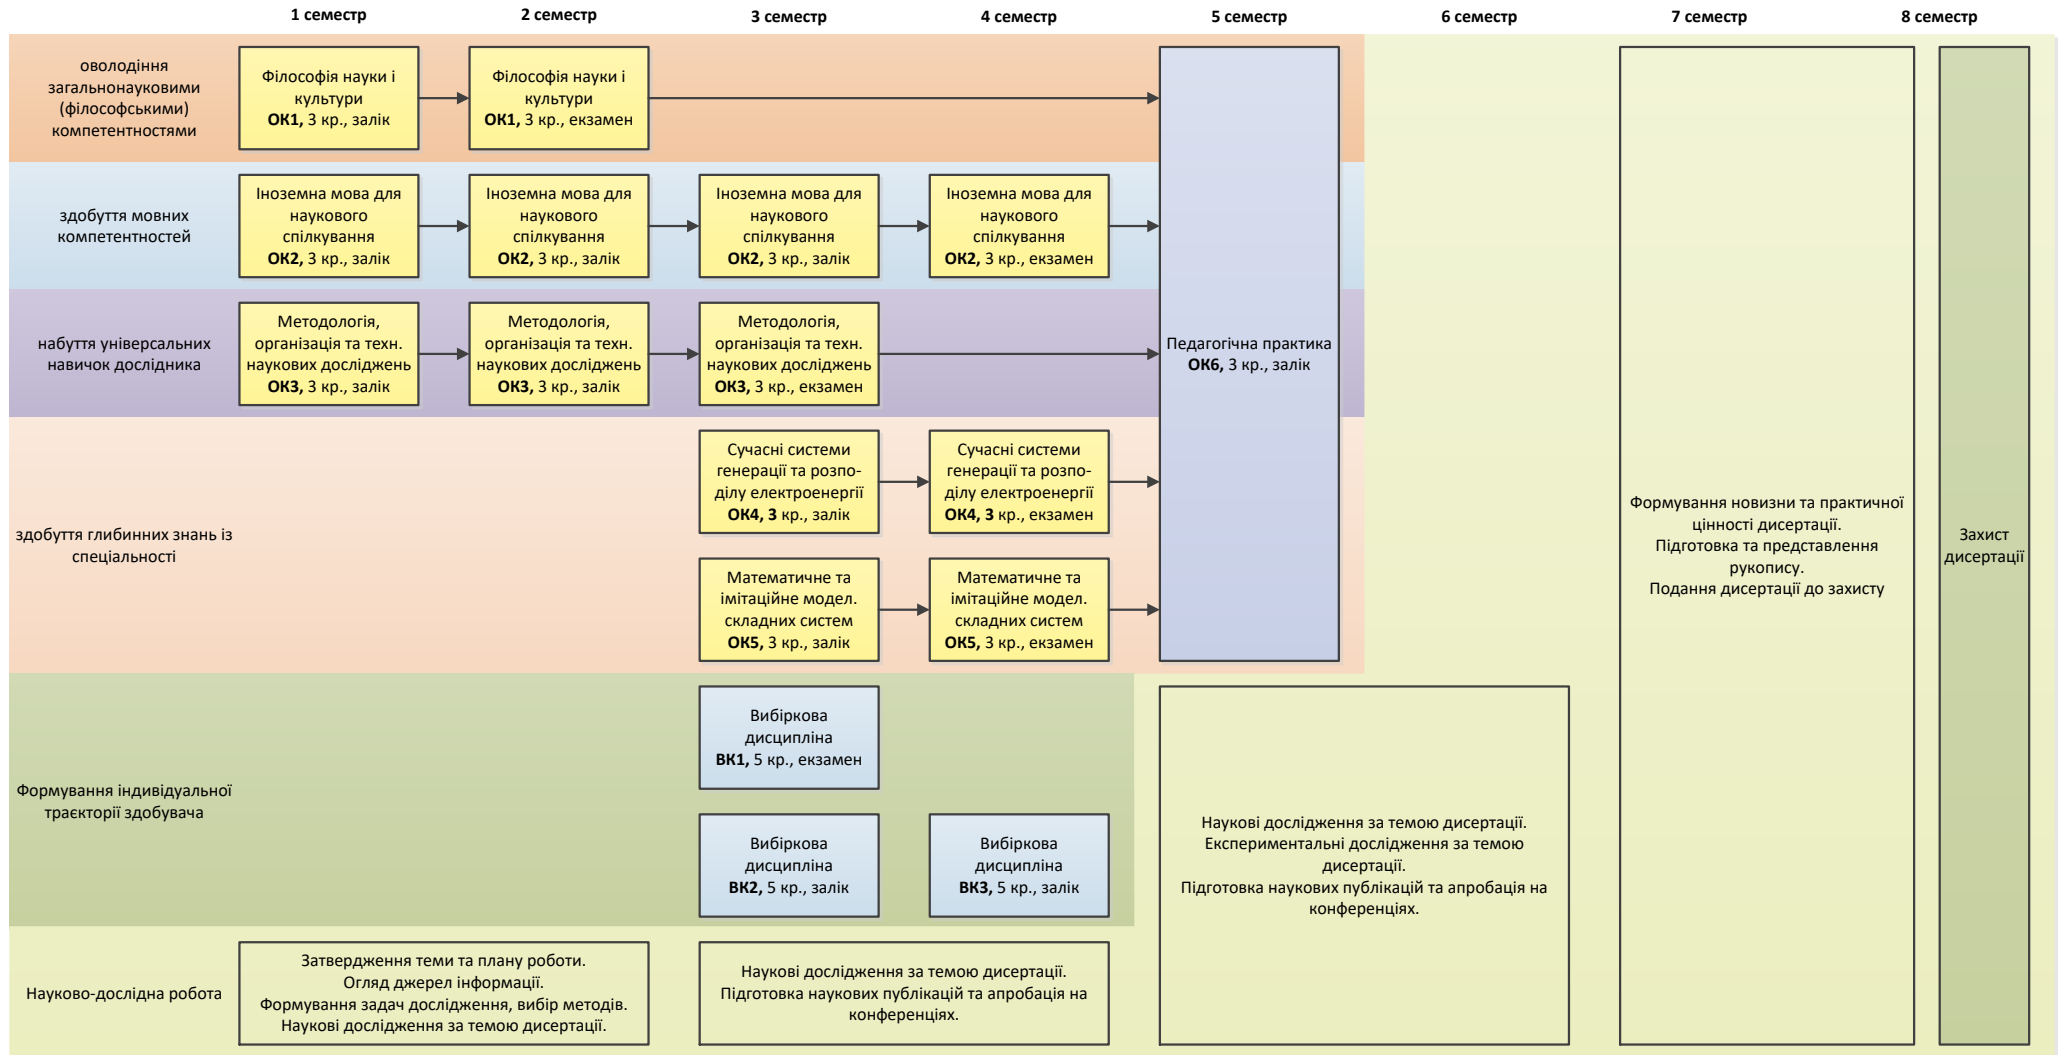 1 семестр
2 семестр
3 семестр
4 семестр
5 семестр
6 семестр
7 семестр
8 семестр
оволодіння
загальнонауковими
(філософськими)
компетентностями
Філософія науки і
культури
ОК1, 3 кр., залік
Філософія науки і
культури
ОК1, 3 кр., екзамен
здобуття мовних
компетентностей
Іноземна мова для
наукового
спілкування
ОК2, 3 кр., залік
Іноземна мова для
наукового
спілкування
ОК2, 3 кр., залік
Іноземна мова для
наукового
спілкування
ОК2, 3 кр., залік
Іноземна мова для
наукового
спілкування
ОК2, 3 кр., екзамен
набуття універсальних
навичок дослідника
Методологія,
організація та техн.
наукових досліджень
ОК3, 3 кр., залік
Методологія,
організація та техн.
наукових досліджень
ОК3, 3 кр., залік
Методологія,
організація та техн.
наукових досліджень
ОК3, 3 кр., екзамен
Педагогічна практика
ОК6, 3 кр., залік
здобуття глибинних знань із
спеціальності
Сучасні системи
генерації та розпо-
ділу електроенергії
ОК4, 3 кр., залік
Сучасні системи
генерації та розпо-
ділу електроенергії
ОК4, 3 кр., екзамен
Математичне та
імітаційне модел.
складних систем
ОК5, 3 кр., залік
Математичне та
імітаційне модел.
складних систем
ОК5, 3 кр., екзамен
Формування новизни та практичної
цінності дисертації.
Підготовка та представлення
рукопису.
Подання дисертації до захисту
Захист
дисертації
Формування індивідуальної
траєкторії здобувача
Вибіркова
дисципліна
ВК1, 5 кр., екзамен
Вибіркова
дисципліна
ВК2, 5 кр., залік
Вибіркова
дисципліна
ВК3, 5 кр., залік
Наукові дослідження за темою дисертації.
Експериментальні дослідження за темою
дисертації.
Підготовка наукових публікацій та апробація на
конференціях.
Науково-дослідна робота
Затвердження теми та плану роботи.
Огляд джерел інформації.
Формування задач дослідження, вибір методів.
Наукові дослідження за темою дисертації.
Наукові дослідження за темою дисертації.
Підготовка наукових публікацій та апробація на
конференціях.